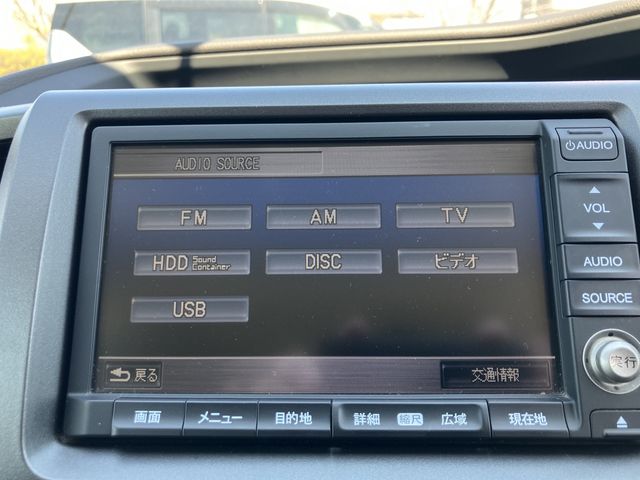 AUDIO SOURCE
AUDIO
FM AM TV
VOL
HDD Sound Container DISC ビデオ
AUDIO
USB
SOURCE
戻る 交通情報
実行
画面 メニュー 目的地 詳細 縮尺 広域 現在地